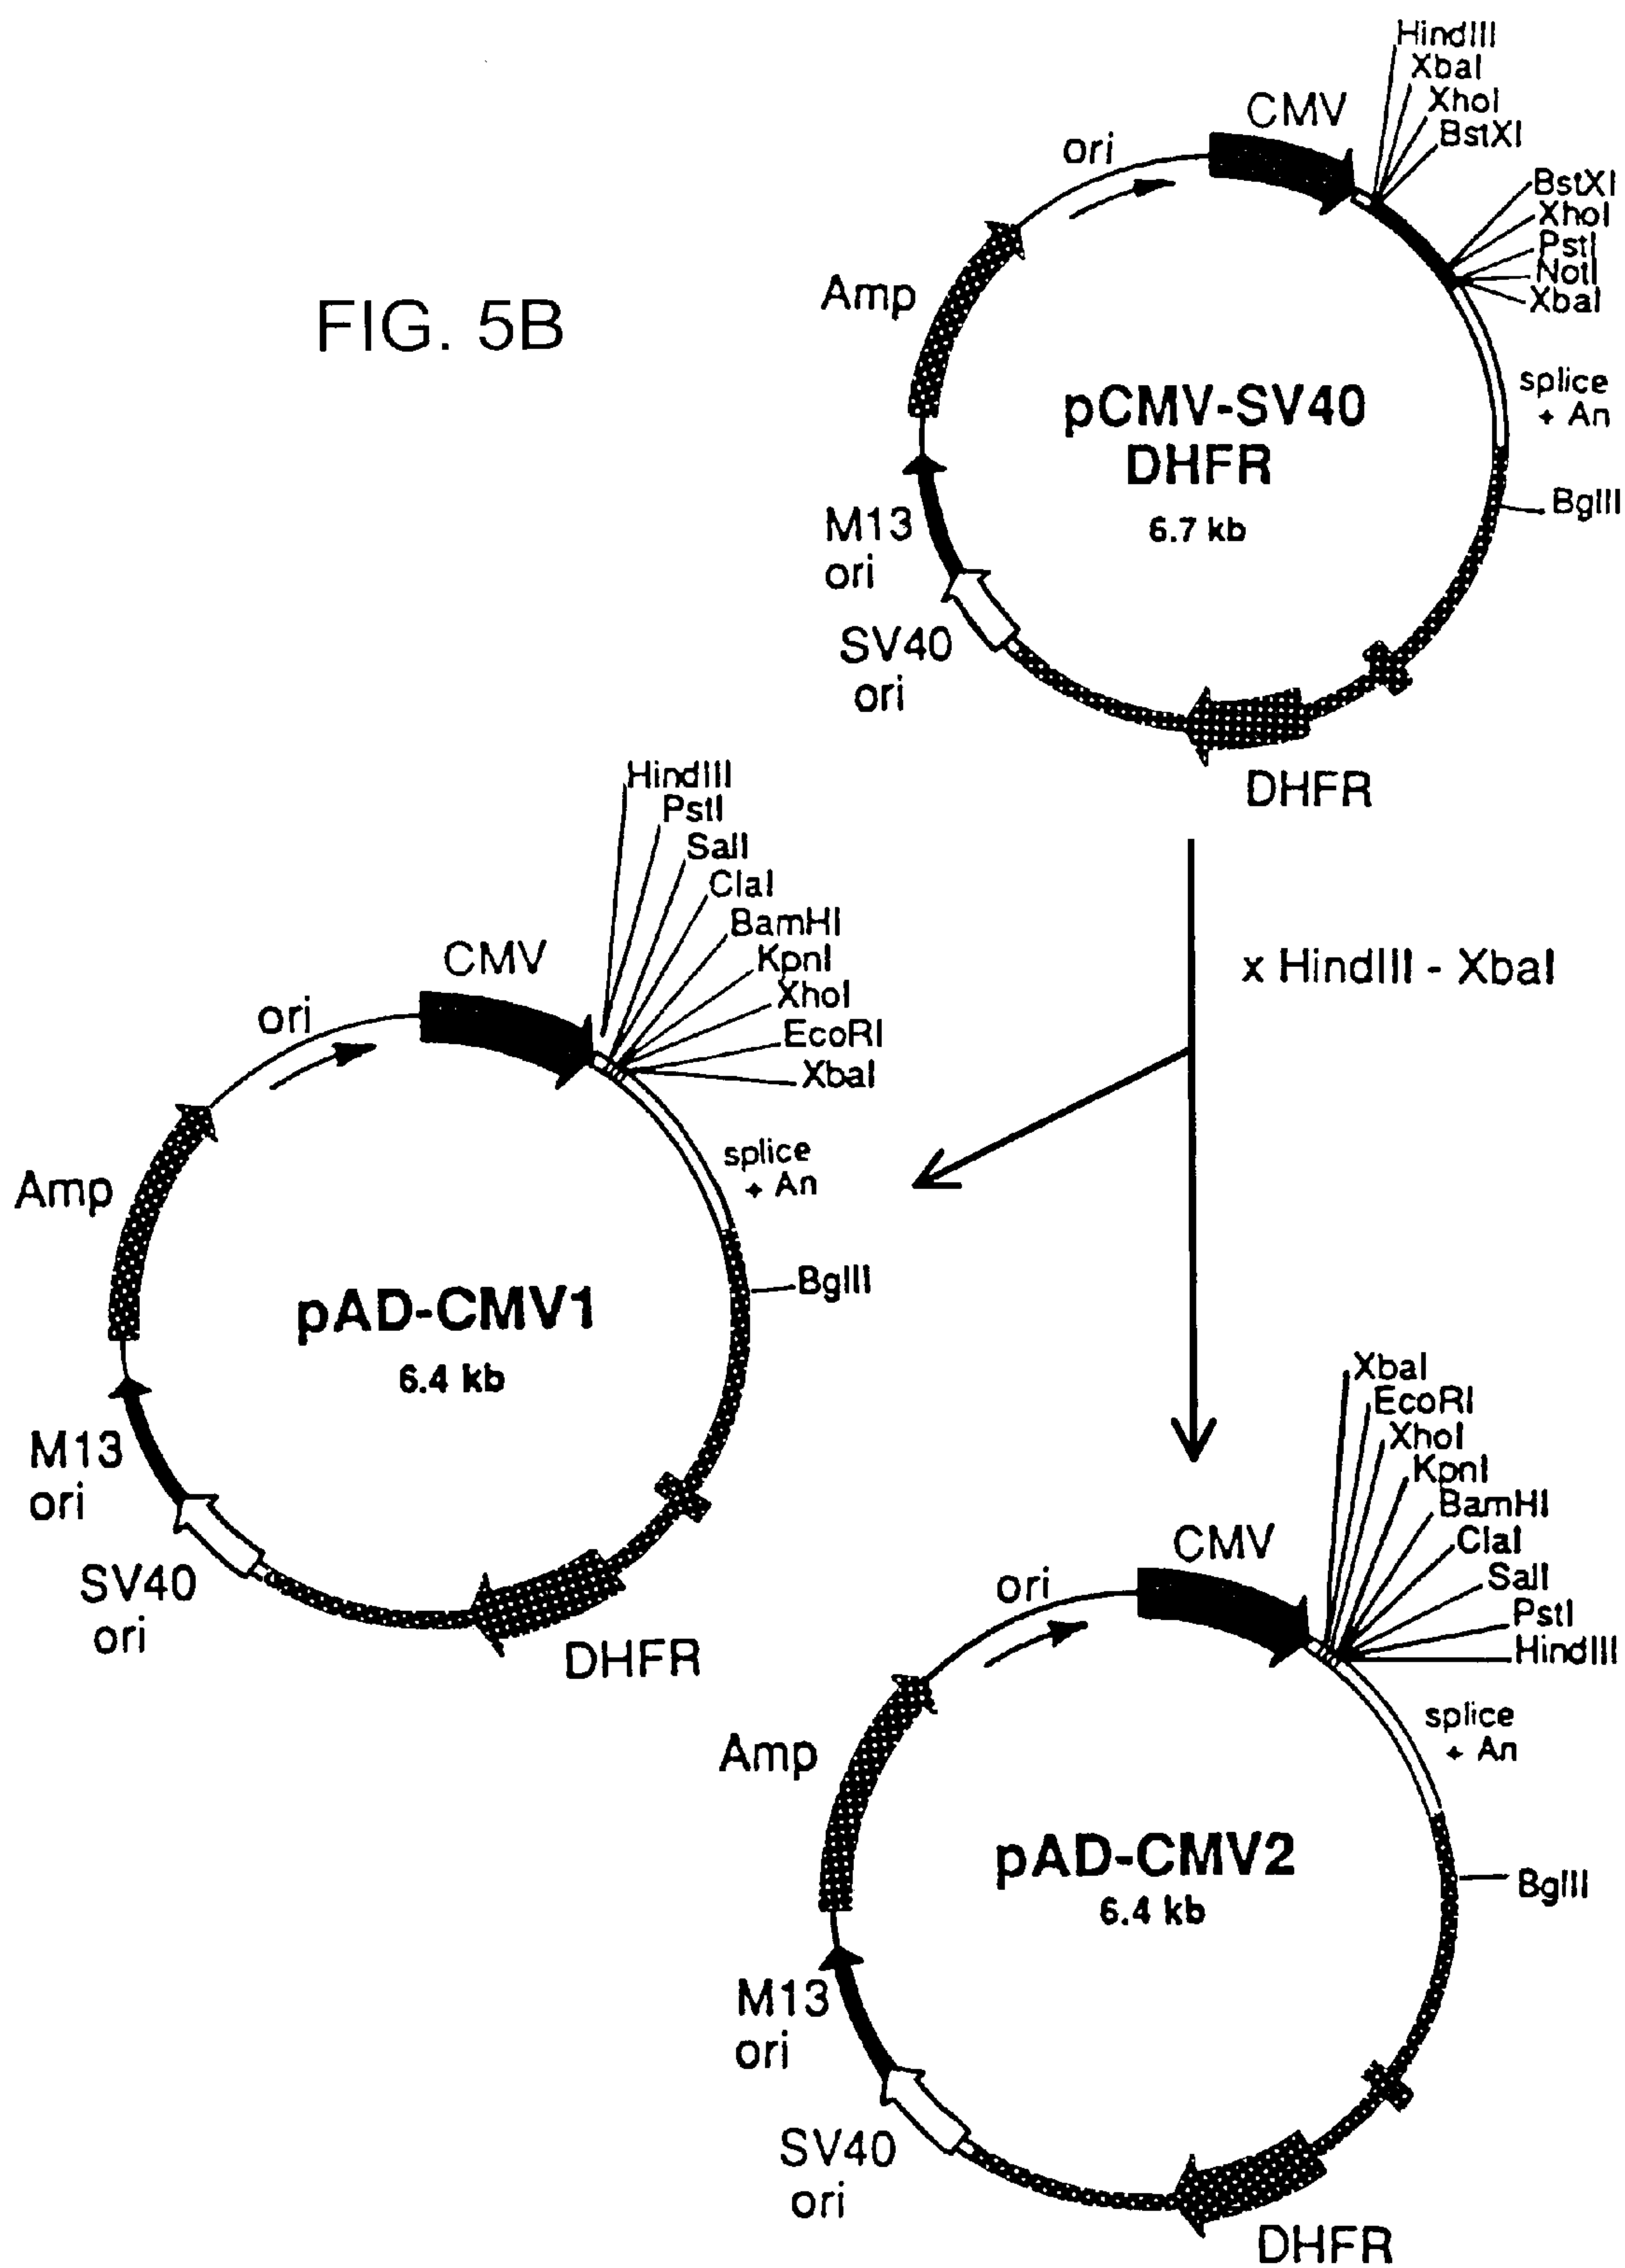 FIG. 5B
HindIII
XbaI
XhoI
BstXI
CMV
ori
BstXI
XhoI
PstI
NotI
XbaI
Amp
splice
+ An
pCMV-SV40
DHFR
6.7 kb
BglII
M13
ori
SV40
ori
DHFR
x HindIII - XbaI
HindIII
PstI
SalI
ClaI
BamHI
KpnI
XhoI
EcoRI
XbaI
CMV
ori
splice
+ An
Amp
BglII
pAD-CMV1
6.4 kb
M13
ori
SV40
ori
DHFR
XbaI
EcoRI
XhoI
KpnI
BamHI
ClaI
SalI
PstI
HindIII
CMV
ori
splice
+ An
Amp
pAD-CMV2
6.4 kb
BglII
M13
ori
SV40
ori
DHFR